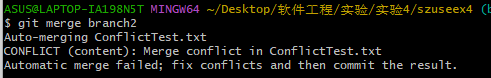 ASUS@LAPTOP-IA198N5T MINGW64 ~/Desktop/软件工程/实验/实验4/szuseex4 (b
$ git merge branch2
Auto-merging ConflictTest.txt
CONFLICT (content): Merge conflict in ConflictTest.txt
Automatic merge failed; fix conflicts and then commit the result.